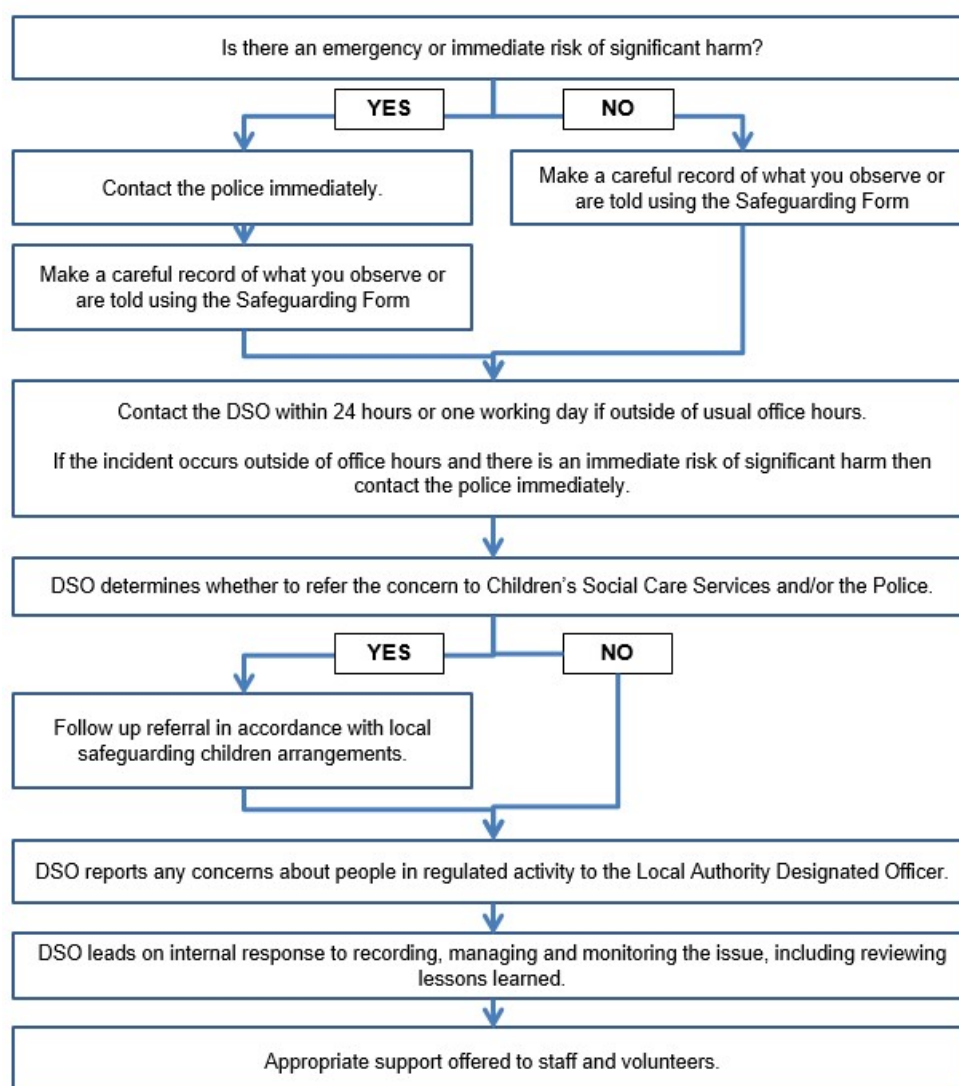 Is there an emergency or immediate risk of significant harm?
YES
NO
Contact the police immediately.
Make a careful record of what you observe or
are told using the Safeguarding Form
Make a careful record of what you observe or
are told using the Safeguarding Form
Contact the DSO within 24 hours or one working day if outside of usual office hours.
If the incident occurs outside of office hours and there is an immediate risk of significant harm then
contact the police immediately.
DSO determines whether to refer the concern to Children’s Social Care Services and/or the Police.
YES
NO
Follow up referral in accordance with local
safeguarding children arrangements.
DSO reports any concerns about people in regulated activity to the Local Authority Designated Officer.
DSO leads on internal response to recording, managing and monitoring the issue, including reviewing
lessons learned.
Appropriate support offered to staff and volunteers.